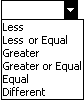 Less
Less or Equal
Greater
Greater or Equal
Equal
Different